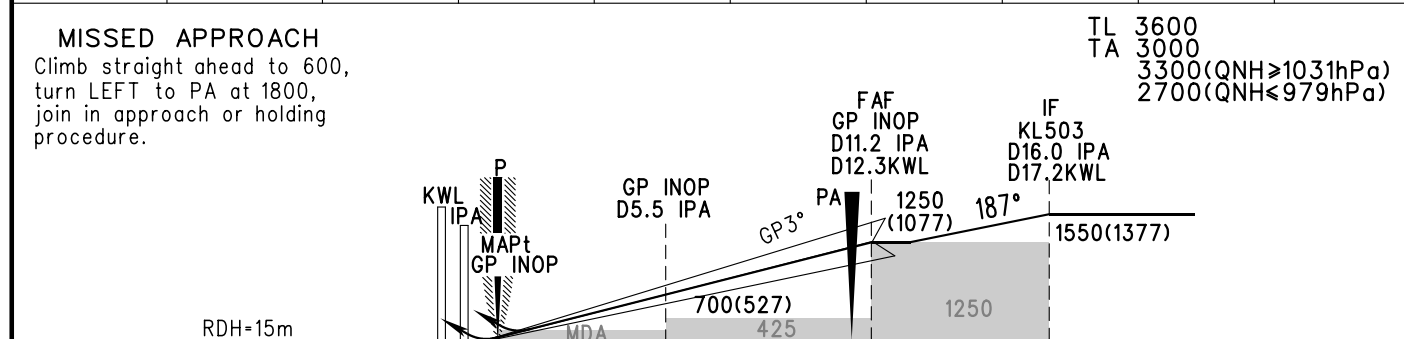 MISSED APPROACH
Climb straight ahead to 600,
turn LEFT to PA at 1800,
join in approach or holding
procedure.
TL 3600
TA 3000
3300(QNH≥1031hPa)
2700(QNH≤979hPa)
FAF
GP INOP
D11.2 IPA
D12.3KWL
IF
KL503
D16.0 IPA
D17.2KWL
P
KWL
IPA
MAPt
GP INOP
GP INOP
D5.5 IPA
PA
1250
(1077)
187°
GP3°
1550(1377)
700(527)
1250
RDH=15m
MDA
425